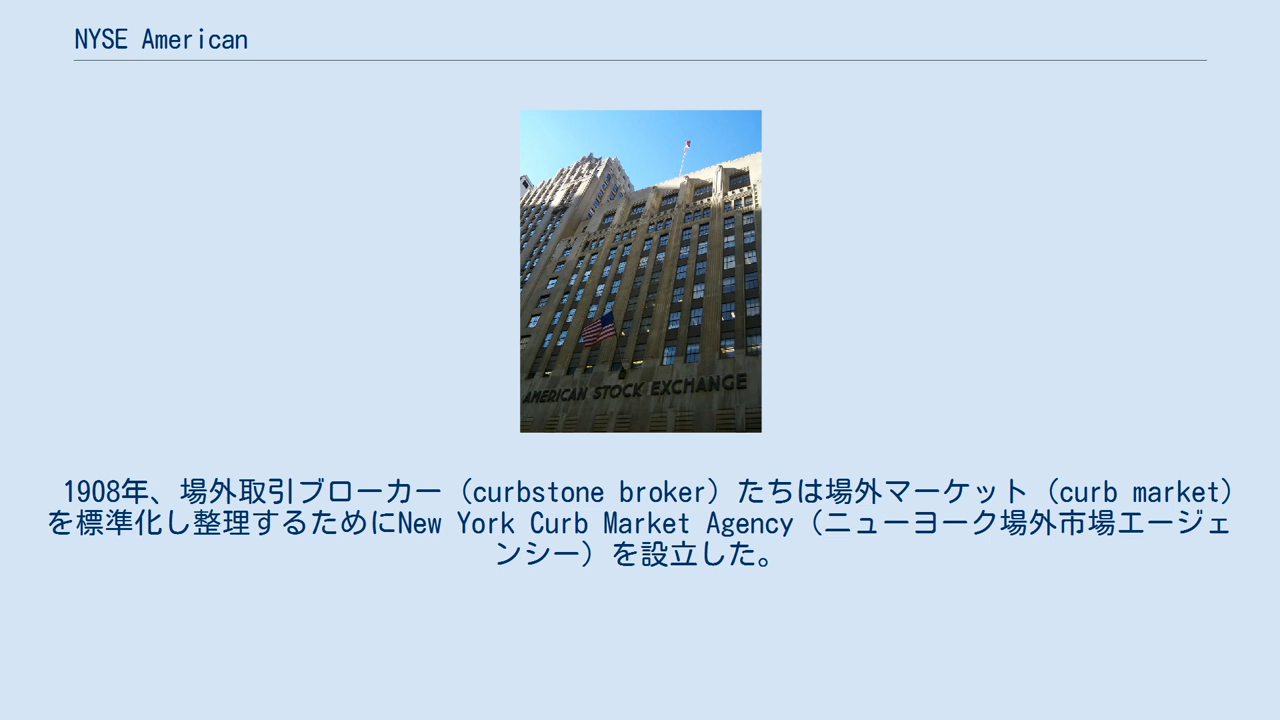 NYSE American
AMERICAN STOCK EXCHANGE
1908年、場外取引ブローカー（curbstone broker）たちは場外マーケット（curb market）
を標準化し整理するためにNew York Curb Market Agency（ニューヨーク場外市場エージェ
ンシー）を設立した。